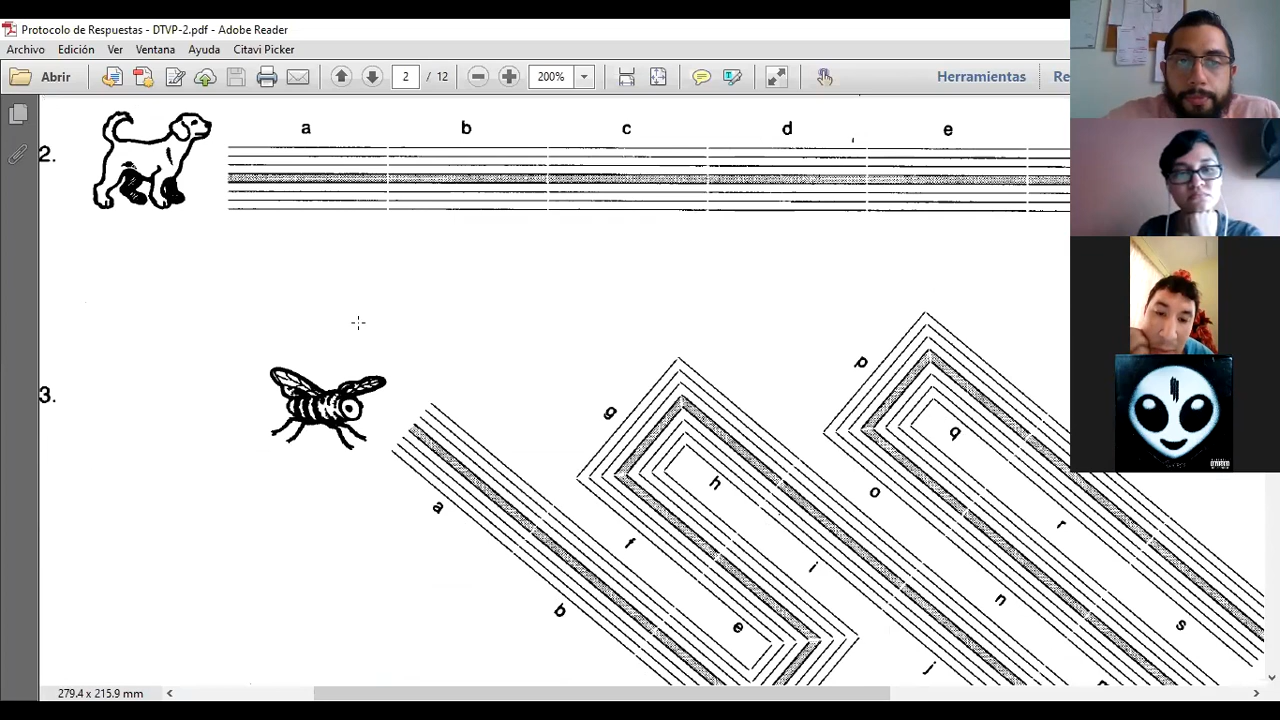 Protocolo de Respuestas - DTVP-2.pdf - Adobe Reader
Archivo Edición Ver Ventana Ayuda Citavi Picker
Abrir 2 / 12 200% Herramientas Re
a b c d e
2.
3.
p
g
q
h
o
a
r
f
i
n
b
e
s
j
279.4 x 215.9 mm